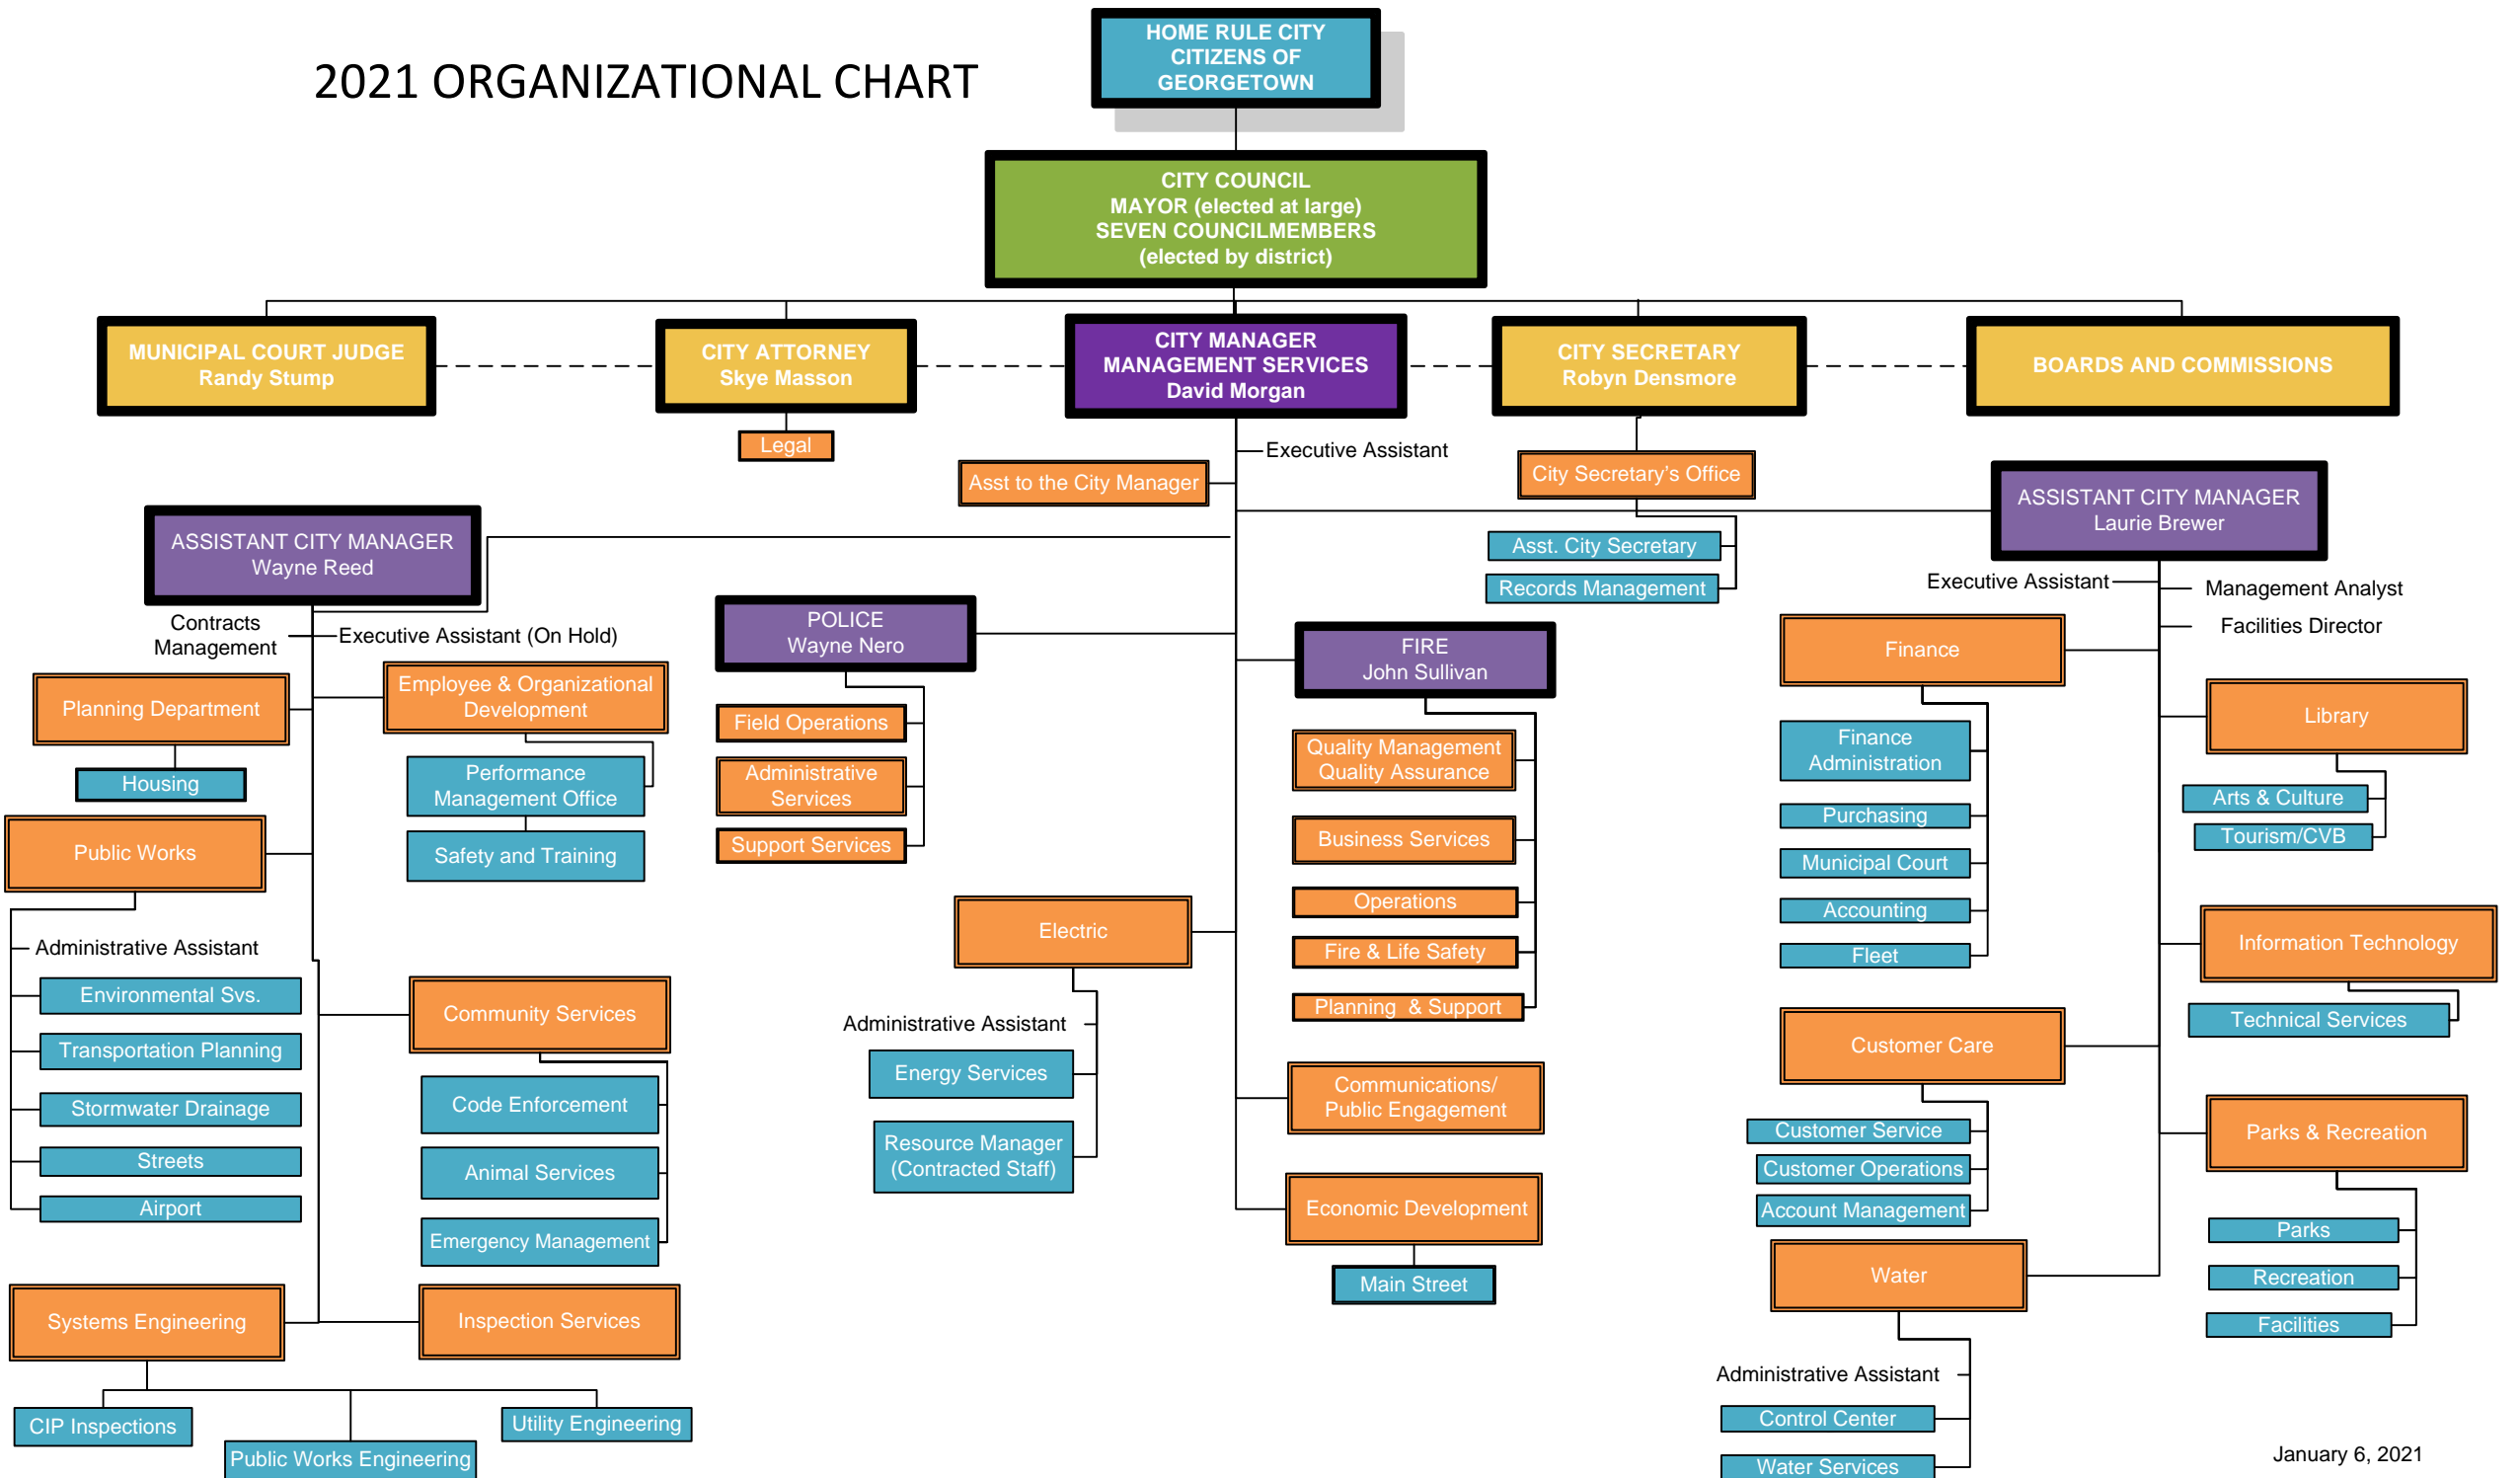 2021 ORGANIZATIONAL CHART
HOME RULE CITY
CITIZENS OF
GEORGETOWN
CITY COUNCIL
MAYOR (elected at large)
SEVEN COUNCILMEMBERS
(elected by district)
MUNICIPAL COURT JUDGE
Randy Stump
CITY ATTORNEY
Skye Masson
CITY MANAGER
MANAGEMENT SERVICES
David Morgan
CITY SECRETARY
Robyn Densmore
BOARDS AND COMMISSIONS
Legal
Executive Assistant
Asst to the City Manager
City Secretary's Office
Asst. City Secretary
Records Management
ASSISTANT CITY MANAGER
Wayne Reed
Contracts
Management
Executive Assistant (On Hold)
Planning Department
Housing
Employee & Organizational
Development
Performance
Management Office
Safety and Training
Public Works
Administrative Assistant
Environmental Svs.
Transportation Planning
Stormwater Drainage
Streets
Airport
Community Services
Code Enforcement
Animal Services
Emergency Management
Systems Engineering
CIP Inspections
Public Works Engineering
Utility Engineering
Inspection Services
POLICE
Wayne Nero
Field Operations
Administrative
Services
Support Services
FIRE
John Sullivan
Quality Management
Quality Assurance
Business Services
Operations
Fire & Life Safety
Planning  & Support
Electric
Administrative Assistant
Energy Services
Resource Manager
(Contracted Staff)
Communications/
Public Engagement
Economic Development
Main Street
ASSISTANT CITY MANAGER
Laurie Brewer
Executive Assistant
Management Analyst
Facilities Director
Finance
Finance
Administration
Purchasing
Municipal Court
Accounting
Fleet
Library
Arts & Culture
Tourism/CVB
Information Technology
Technical Services
Customer Care
Customer Service
Customer Operations
Account Management
Parks & Recreation
Parks
Recreation
Facilities
Water
Administrative Assistant
Control Center
Water Services
January 6, 2021